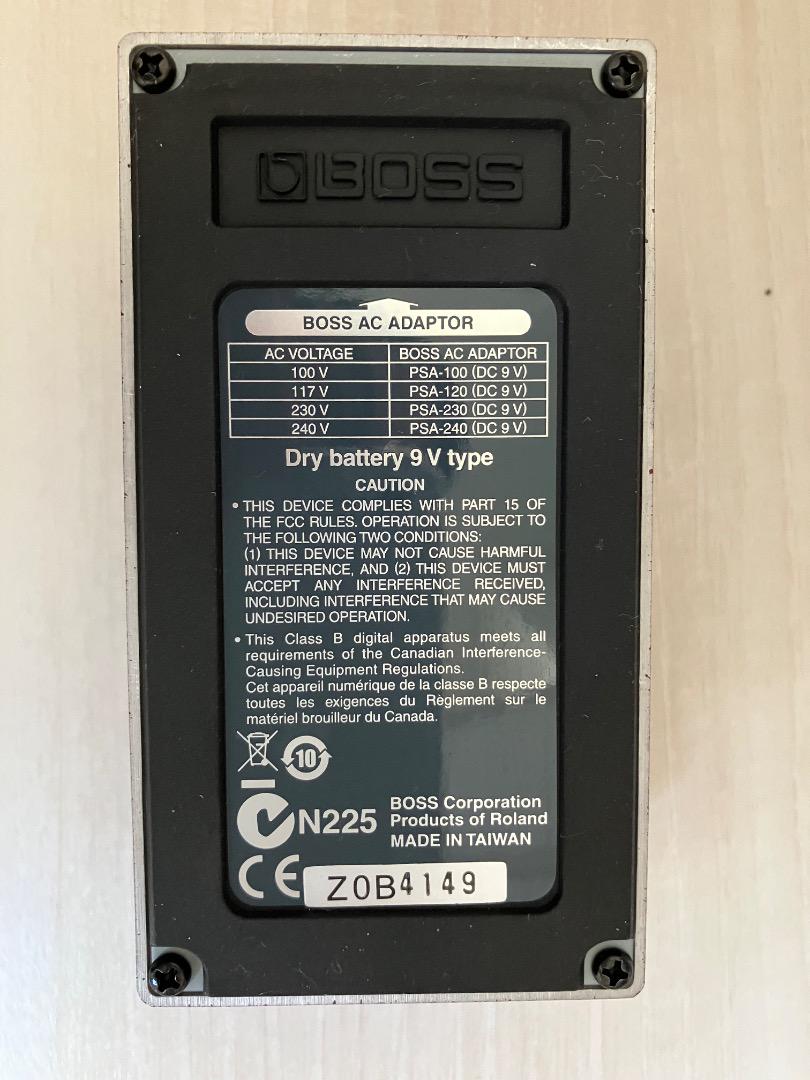 BOSS
BOSS AC ADAPTOR
AC VOLTAGE BOSS AC ADAPTOR
100 V PSA-100 (DC 9 V)
117 V PSA-120 (DC 9 V)
230 V PSA-230 (DC 9 V)
240 V PSA-240 (DC 9 V)
Dry battery 9 V type
CAUTION
• THIS DEVICE COMPLIES WITH PART 15 OF
THE FCC RULES. OPERATION IS SUBJECT TO
THE FOLLOWING TWO CONDITIONS:
(1) THIS DEVICE MAY NOT CAUSE HARMFUL
INTERFERENCE, AND (2) THIS DEVICE MUST
ACCEPT ANY INTERFERENCE RECEIVED,
INCLUDING INTERFERENCE THAT MAY CAUSE
UNDESIRED OPERATION.
• This Class B digital apparatus meets all
requirements of the Canadian Interference-
Causing Equipment Regulations.
Cet appareil numérique de la classe B respecte
toutes les exigences du Règlement sur le
matériel brouilleur du Canada.
10
N225
BOSS Corporation
Products of Roland
MADE IN TAIWAN
CE
Z0B4149